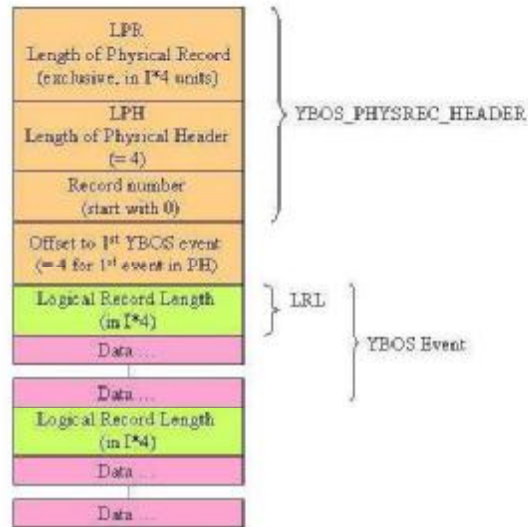 LPR
Length of Physical Record
(exclusive, in I*4 units)
LPH
Length of Physical Header
(= 4)
YBOS_PHYSREC_HEADER
Record number
(start with 0)
Offset to 1st YBOS event
(= 4 for 1st event in PH)
Logical Record Length
(in I*4)
LRL
Data ...
YBOS Event
Data ...
Logical Record Length
(in I*4)
Data ...
Data ...